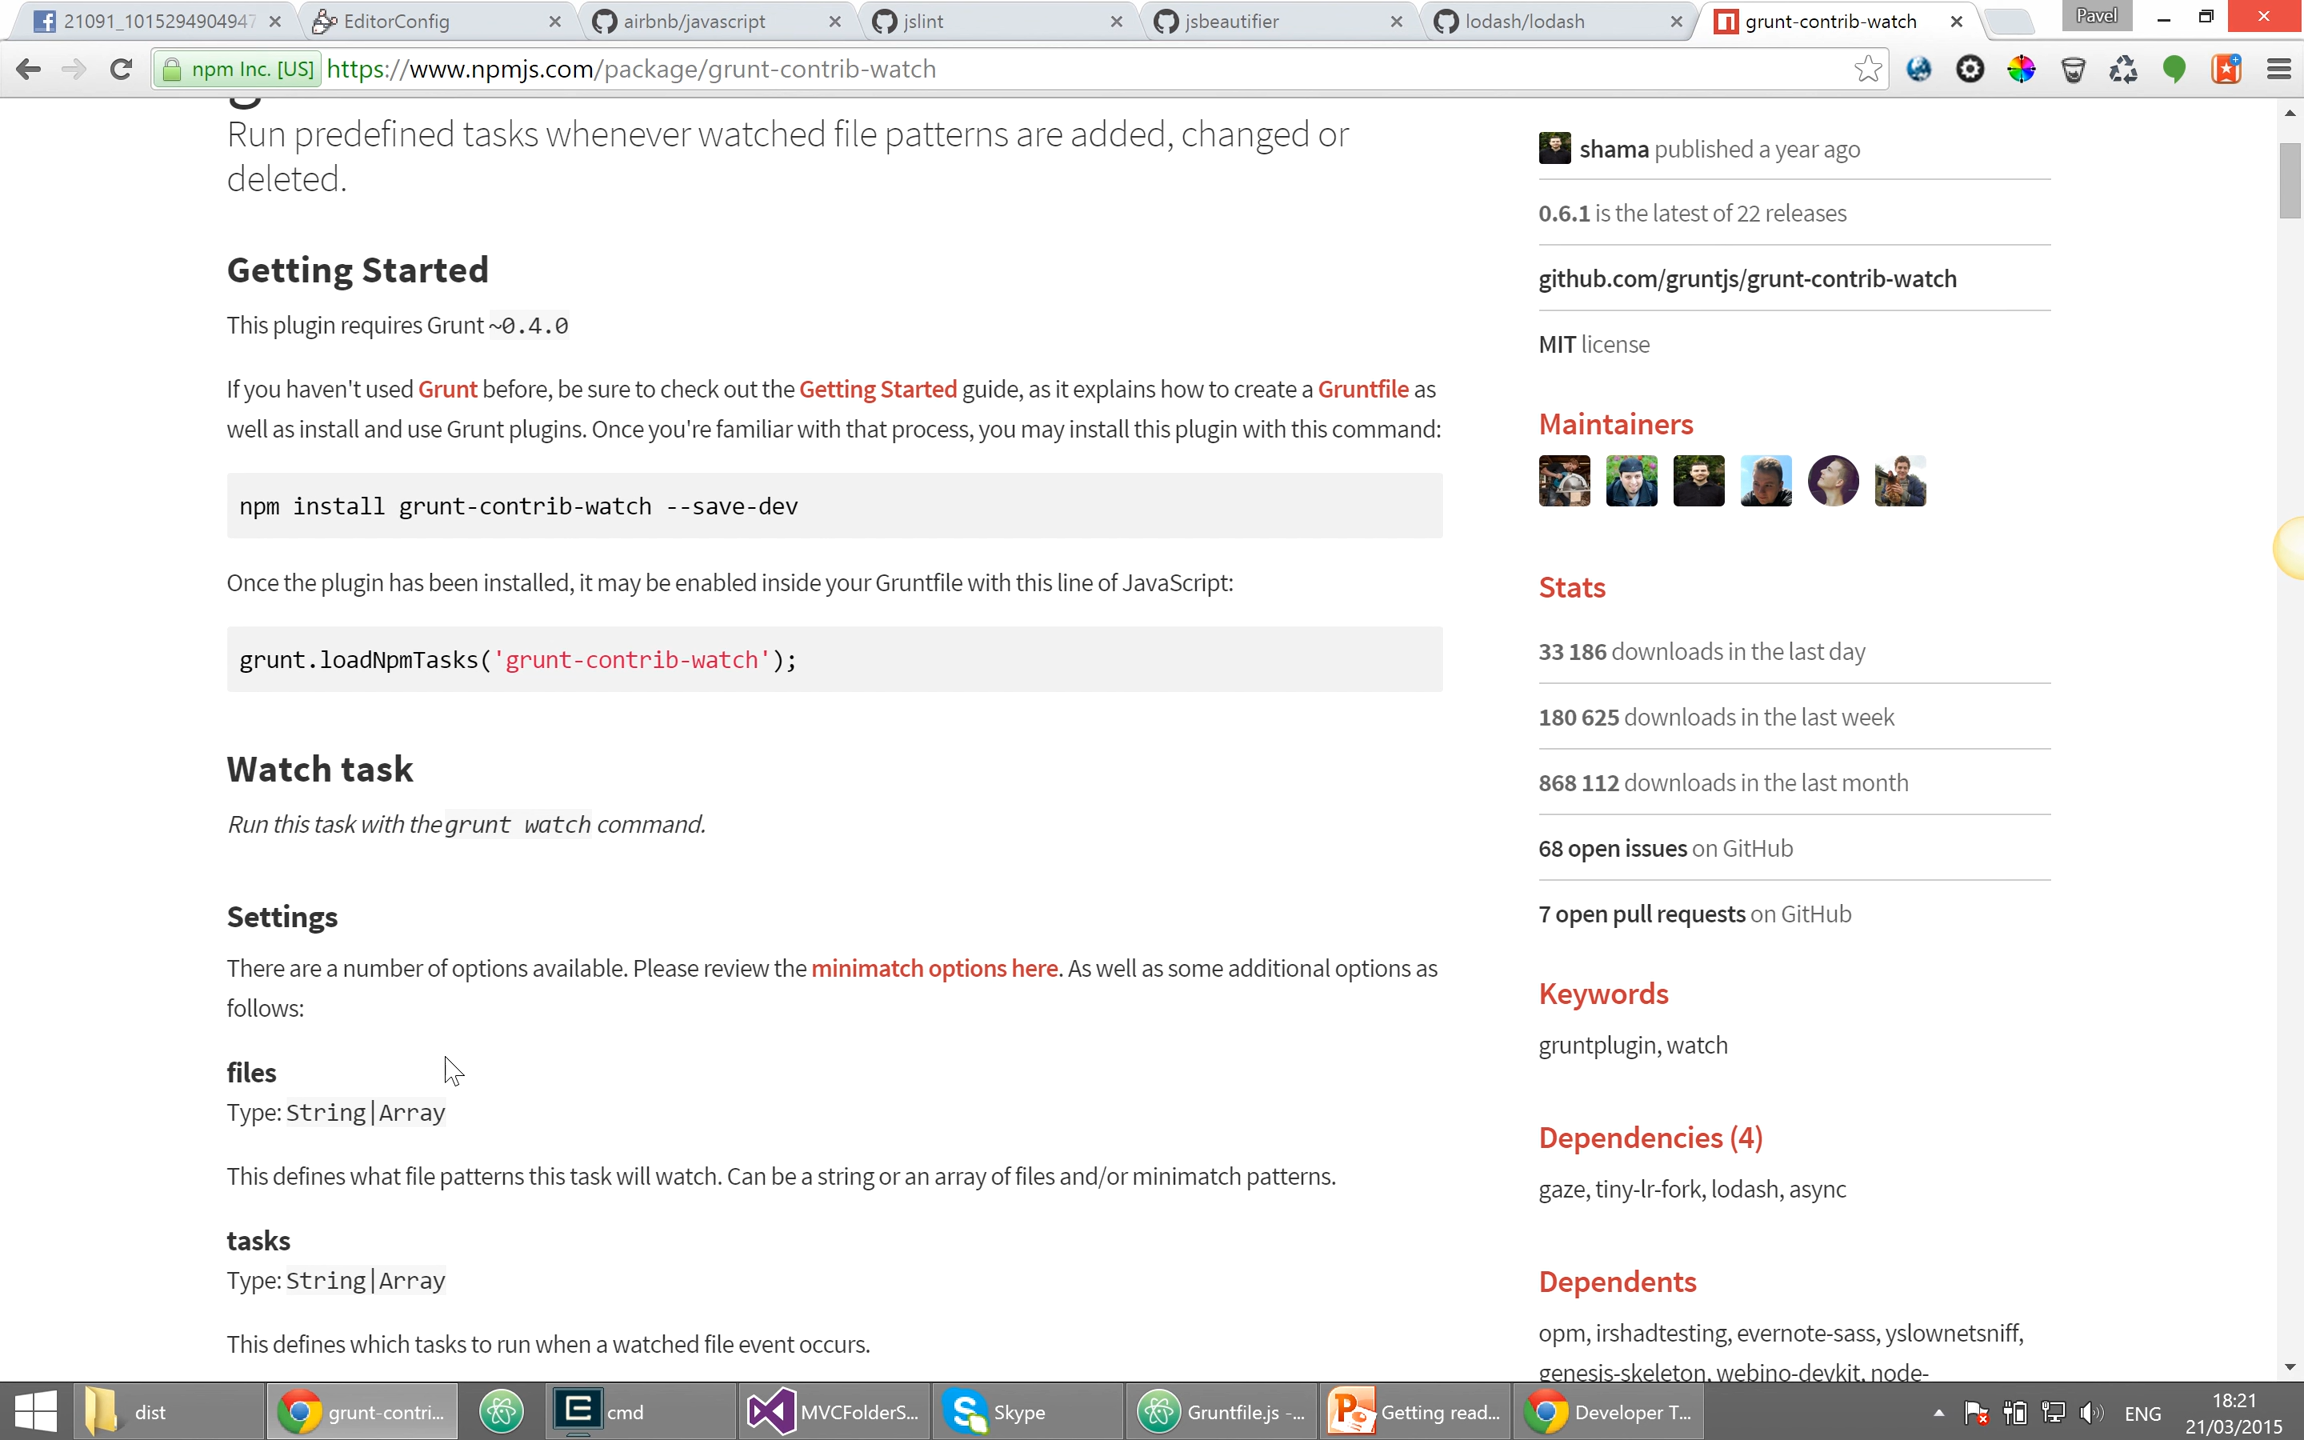 21091_1015294904947
EditorConfig
airbnb/javascript
jslint
jsbeautifier
lodash/lodash
grunt-contrib-watch
Pavel
npm Inc. [US]
https://www.npmjs.com/package/grunt-contrib-watch
Run predefined tasks whenever watched file patterns are added, changed or
deleted.
Getting Started
This plugin requires Grunt ~0.4.0
If you haven't used Grunt before, be sure to check out the Getting Started guide, as it explains how to create a Gruntfile as
well as install and use Grunt plugins. Once you're familiar with that process, you may install this plugin with this command:
npm install grunt-contrib-watch --save-dev
Once the plugin has been installed, it may be enabled inside your Gruntfile with this line of JavaScript:
grunt.loadNpmTasks('grunt-contrib-watch');
Watch task
Run this task with the grunt watch command.
Settings
There are a number of options available. Please review the minimatch options here. As well as some additional options as
follows:
files
Type: String|Array
This defines what file patterns this task will watch. Can be a string or an array of files and/or minimatch patterns.
tasks
Type: String|Array
This defines which tasks to run when a watched file event occurs.
shama published a year ago
0.6.1 is the latest of 22 releases
github.com/gruntjs/grunt-contrib-watch
MIT license
Maintainers
Stats
33 186 downloads in the last day
180 625 downloads in the last week
868 112 downloads in the last month
68 open issues on GitHub
7 open pull requests on GitHub
Keywords
gruntplugin, watch
Dependencies (4)
gaze, tiny-lr-fork, lodash, async
Dependents
opm, irshadtesting, evernote-sass, yslownetsniff,
genesis-skeleton, webino-devkit, node-
dist
grunt-contri...
cmd
MVCFolderS...
Skype
Gruntfile.js -...
Getting read...
Developer T...
ENG
18:21
21/03/2015